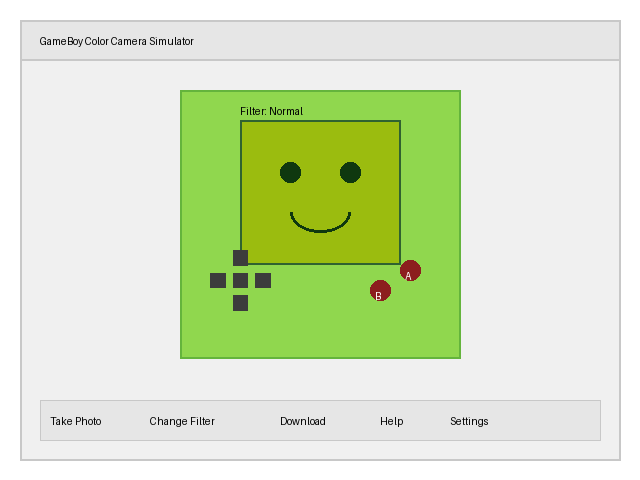 GameBoy Color Camera Simulator
Filter: Normal
A
B
Take Photo Change Filter Download Help Settings